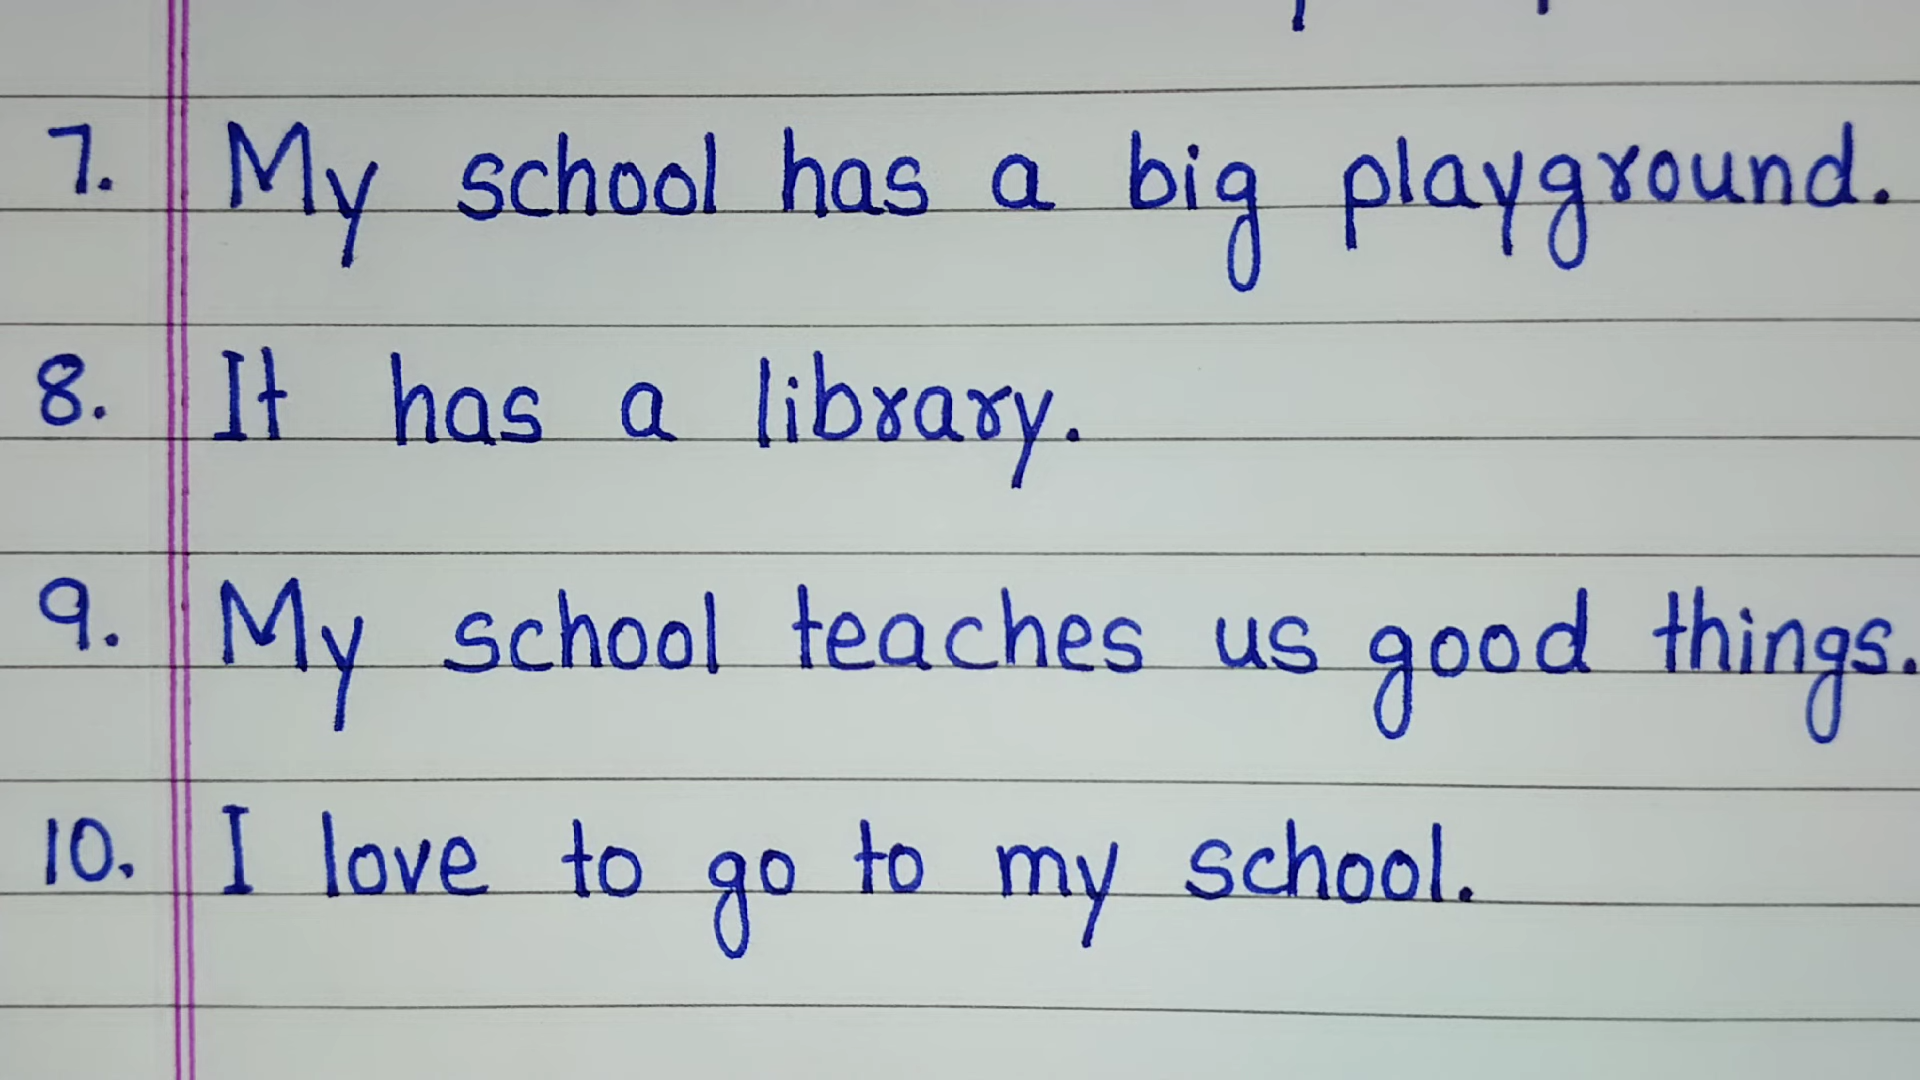 7. My school has a big playground.
8. It has a library.
9. My school teaches us good things.
10. I love to go to my school.